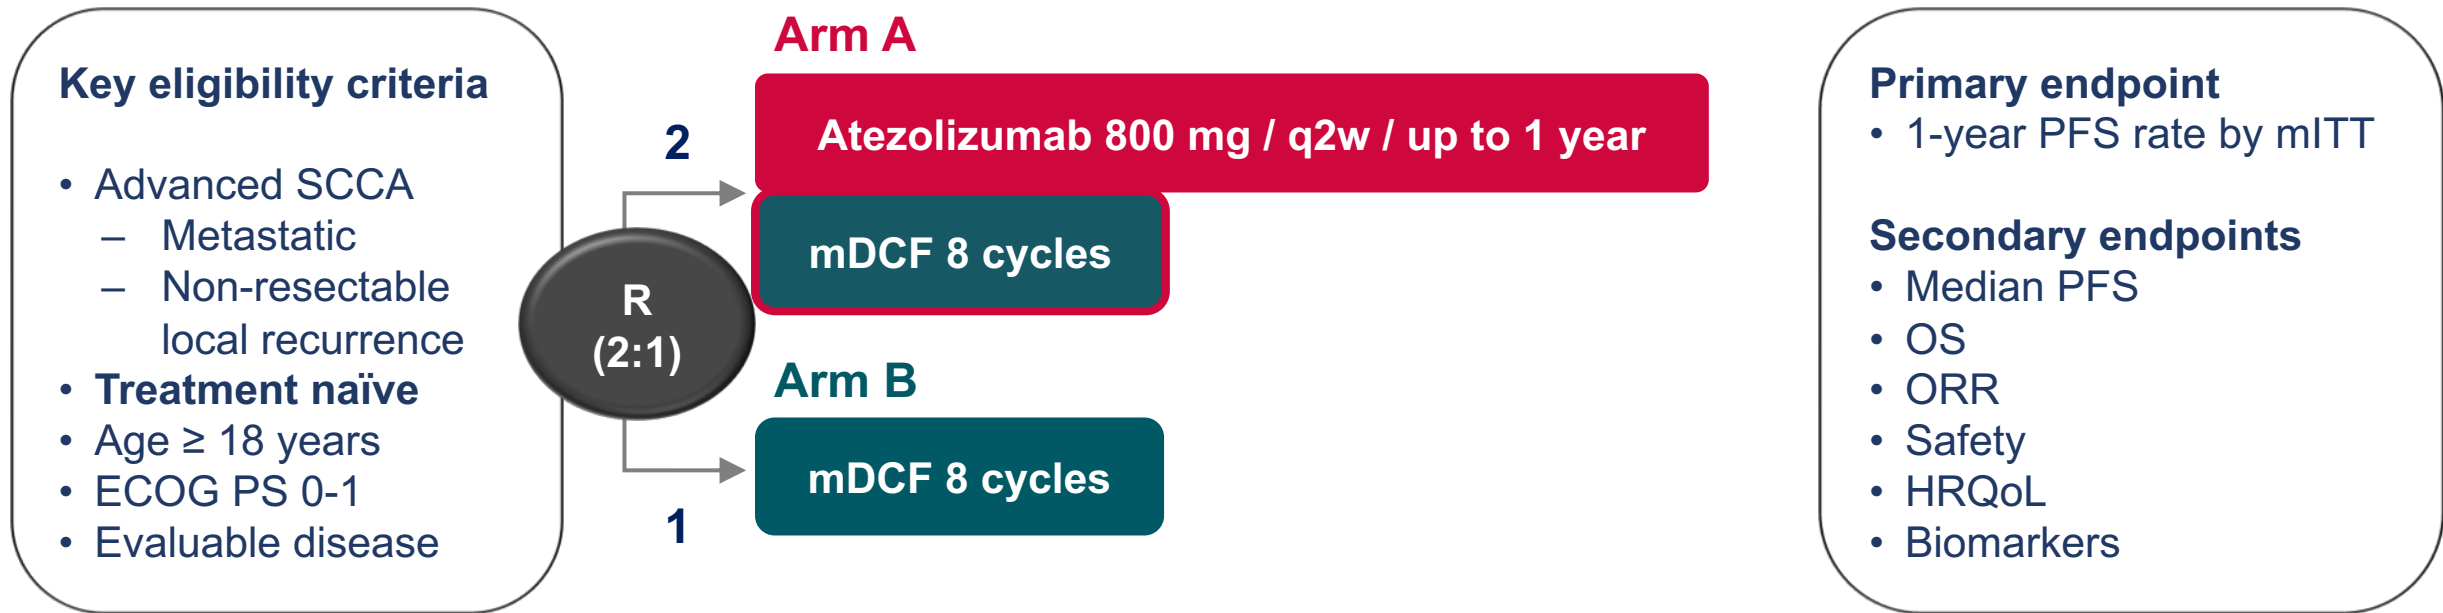 Key eligibility criteria
• Advanced SCCA
– Metastatic
– Non-resectable
local recurrence
• Treatment naïve
• Age ≥ 18 years
• ECOG PS 0-1
• Evaluable disease
R
(2:1)
2
1
Arm A
Atezolizumab 800 mg / q2w / up to 1 year
mDCF 8 cycles
Arm B
mDCF 8 cycles
Primary endpoint
• 1-year PFS rate by mITT
Secondary endpoints
• Median PFS
• OS
• ORR
• Safety
• HRQoL
• Biomarkers